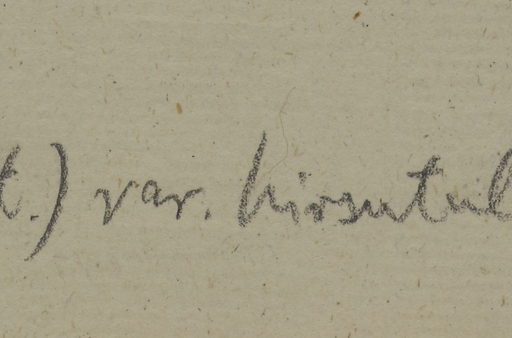 t.) var. hirsutul